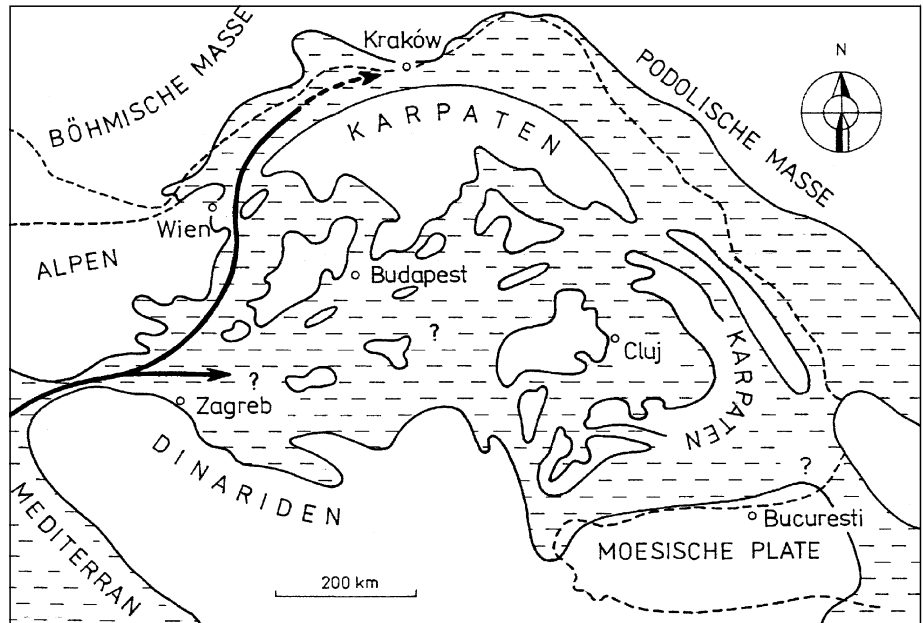 Kraków
N
BÖHMISCHE MASSE
PODOLISCHE MASSE
KARPATEN
Wien
ALPEN
Budapest
?
Cluj
KARPATEN
?
Zagreb
DINARIDEN
MEDITERRAN
?
Bucuresti
MOESISCHE PLATE
200 km